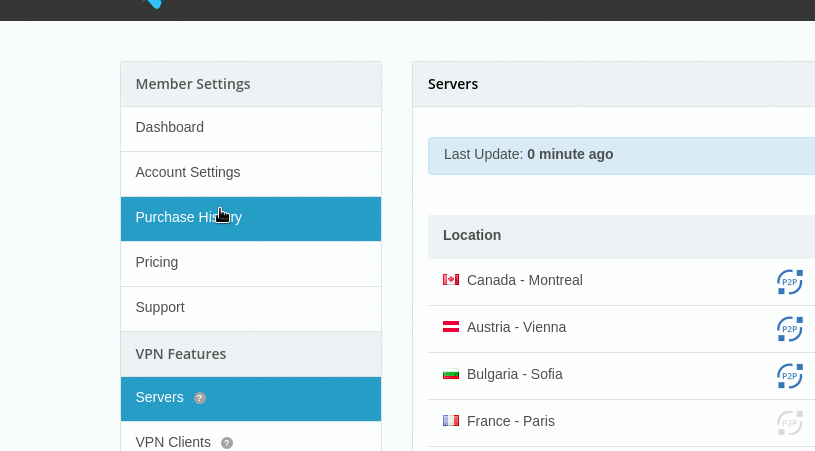 Member Settings
Dashboard
Account Settings
Purchase History
Pricing
Support
VPN Features
Servers ?
VPN Clients ?
Servers
Last Update: 0 minute ago
Location
Canada - Montreal P2P
Austria - Vienna P2P
Bulgaria - Sofia P2P
France - Paris P2P